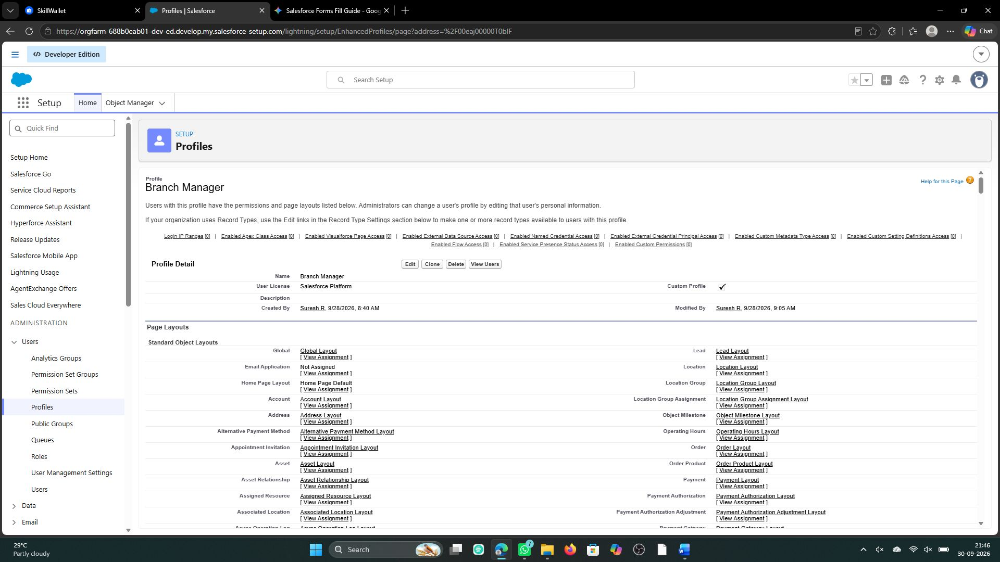 SkillWallet
Profiles | Salesforce
Salesforce Forms Fill Guide - Goog
https://orgfarm-688b0eab01-dev-ed.develop.my.salesforce-setup.com/lightning/setup/EnhancedProfiles/page?address=%2F00eaj00000T0bIF
Chat
Developer Edition
Search Setup
Setup
Home
Object Manager
Quick Find
Setup Home
Salesforce Go
Service Cloud Reports
Commerce Setup Assistant
Hyperforce Assistant
Release Updates
Salesforce Mobile App
Lightning Usage
AgentExchange Offers
Sales Cloud Everywhere
ADMINISTRATION
Users
Analytics Groups
Permission Set Groups
Permission Sets
Profiles
Public Groups
Queues
Roles
User Management Settings
Users
Data
Email
SETUP
Profiles
Profile
Branch Manager
Help for this Page ?
Users with this profile have the permissions and page layouts listed below. Administrators can change a user's profile by editing that user's personal information.
If your organization uses Record Types, use the Edit links in the Record Type Settings section below to make one or more record types available to users with this profile.
Login IP Ranges [0] | Enabled Apex Class Access [0] | Enabled Visualforce Page Access [0] | Enabled External Data Source Access [0] | Enabled Named Credential Access [0] | Enabled External Credential Principal Access [0] | Enabled Custom Metadata Type Access [0] | Enabled Custom Setting Definitions Access [0] |
Enabled Flow Access [0] | Enabled Service Presence Status Access [0] | Enabled Custom Permissions [0]
Profile Detail
Edit Clone Delete View Users
Name Branch Manager
User License Salesforce Platform Custom Profile ✓
Description
Created By Suresh R, 9/28/2026, 8:40 AM Modified By Suresh R, 9/28/2026, 9:05 AM
Page Layouts
Standard Object Layouts
Global Global Layout Lead Lead Layout
[ View Assignment ] [ View Assignment ]
Email Application Not Assigned Location Location Layout
[ View Assignment ] [ View Assignment ]
Home Page Layout Home Page Default Location Group Location Group Layout
[ View Assignment ] [ View Assignment ]
Account Account Layout Location Group Assignment Location Group Assignment Layout
[ View Assignment ] [ View Assignment ]
Address Address Layout Object Milestone Object Milestone Layout
[ View Assignment ] [ View Assignment ]
Alternative Payment Method Alternative Payment Method Layout Operating Hours Operating Hours Layout
[ View Assignment ] [ View Assignment ]
Appointment Invitation Appointment Invitation Layout Order Order Layout
[ View Assignment ] [ View Assignment ]
Asset Asset Layout Order Product Order Product Layout
[ View Assignment ] [ View Assignment ]
Asset Relationship Asset Relationship Layout Payment Payment Layout
[ View Assignment ] [ View Assignment ]
Assigned Resource Assigned Resource Layout Payment Authorization Payment Authorization Layout
[ View Assignment ] [ View Assignment ]
Associated Location Associated Location Layout Payment Authorization Adjustment Payment Authorization Adjustment Layout
[ View Assignment ] [ View Assignment ]
Async Operation Log Async Operation Log Layout Payment Gateway Payment Gateway Layout
29°C
Partly cloudy
Search
7
21:46
30-09-2026